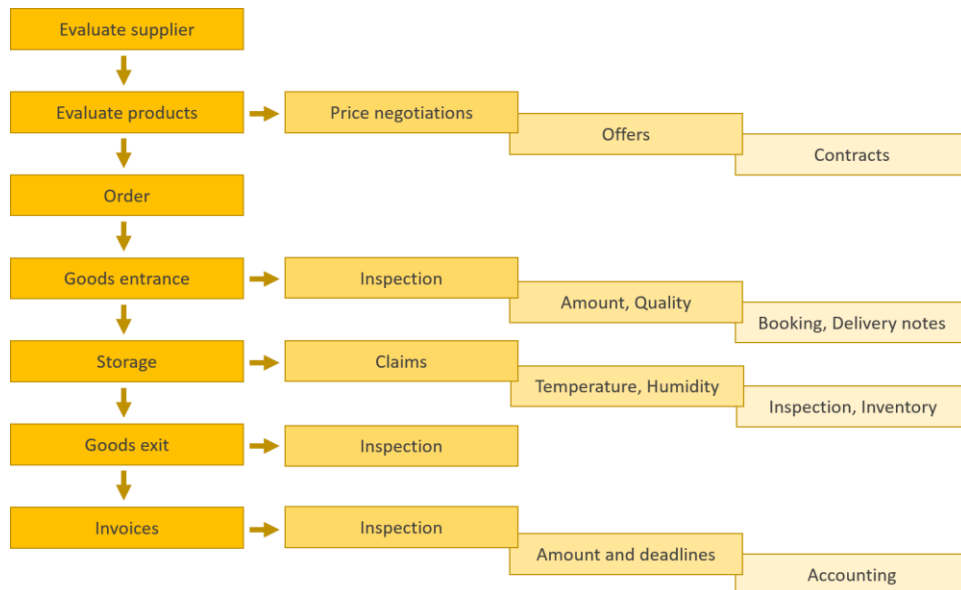 Evaluate supplier
Evaluate products
Price negotiations
Offers
Contracts
Order
Goods entrance
Inspection
Amount, Quality
Booking, Delivery notes
Storage
Claims
Temperature, Humidity
Inspection, Inventory
Goods exit
Inspection
Invoices
Inspection
Amount and deadlines
Accounting